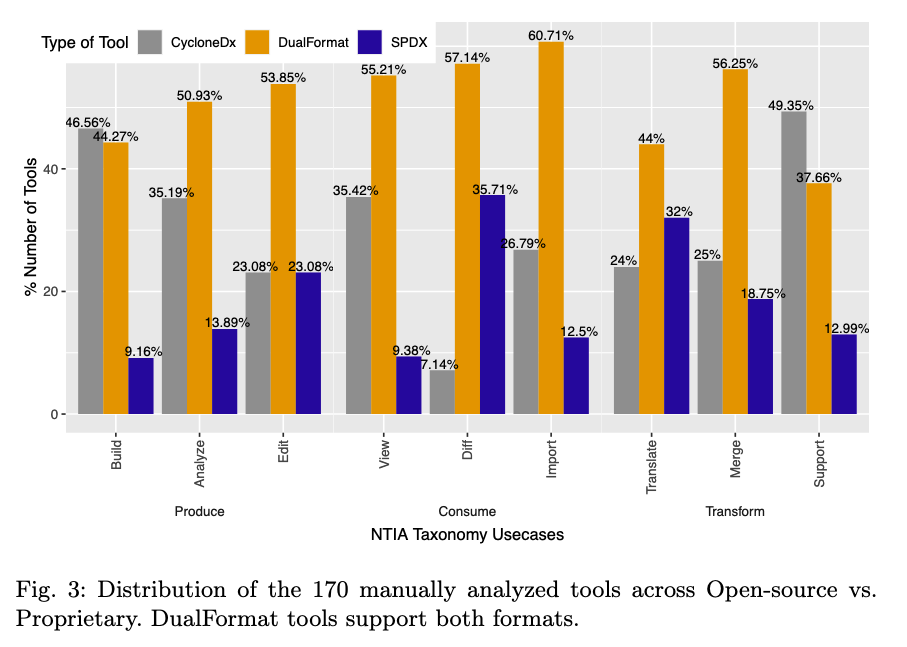 Type of Tool CycloneDx DualFormat SPDX
60.71%
57.14%
56.25%
55.21%
53.85%
50.93%
49.35%
46.56%
44.27%
44%
40
37.66%
35.19%
35.42%
35.71%
32%
26.79%
25%
24%
23.08%
23.08%
20
18.75%
13.89%
12.5%
12.99%
9.16%
9.38%
7.14%
0
% Number of Tools
Build
Analyze
Edit
View
Diff
Import
Translate
Merge
Support
Produce Consume Transform
NTIA Taxonomy Usecases
Fig. 3: Distribution of the 170 manually analyzed tools across Open-source vs.
Proprietary. DualFormat tools support both formats.